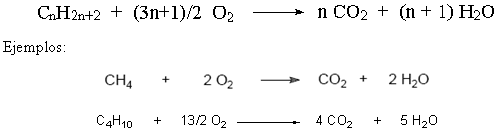 CnH2n+2 + (3n+1)/2 O2 ⟶ n CO2 + (n + 1) H2O
Ejemplos:
CH4 + 2 O2 ⟶ CO2 + 2 H2O
C4H10 + 13/2 O2 ⟶ 4 CO2 + 5 H2O